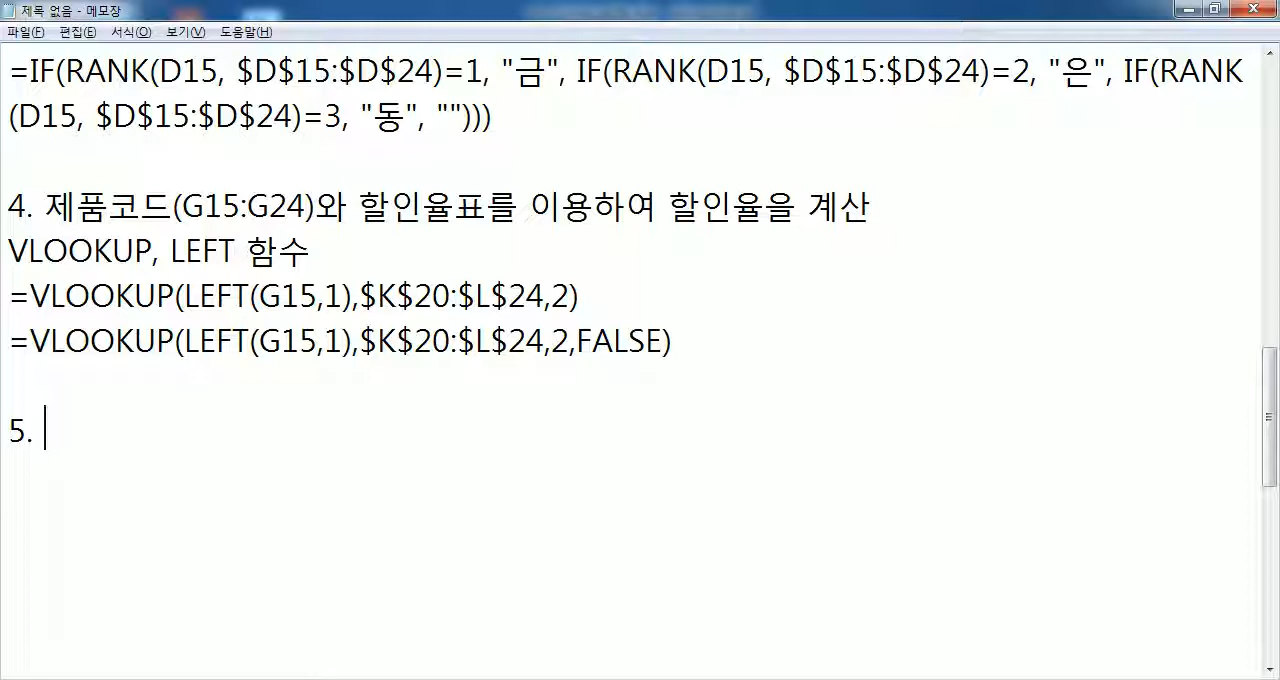 제목 없음 - 메모장
파일(F) 편집(E) 서식(O) 보기(V) 도움말(H)
=IF(RANK(D15, $D$15:$D$24)=1, "금", IF(RANK(D15, $D$15:$D$24)=2, "은", IF(RANK
(D15, $D$15:$D$24)=3, "동", "")))
4. 제품코드(G15:G24)와 할인율표를 이용하여 할인율을 계산
VLOOKUP, LEFT 함수
=VLOOKUP(LEFT(G15,1),$K$20:$L$24,2)
=VLOOKUP(LEFT(G15,1),$K$20:$L$24,2,FALSE)
5.